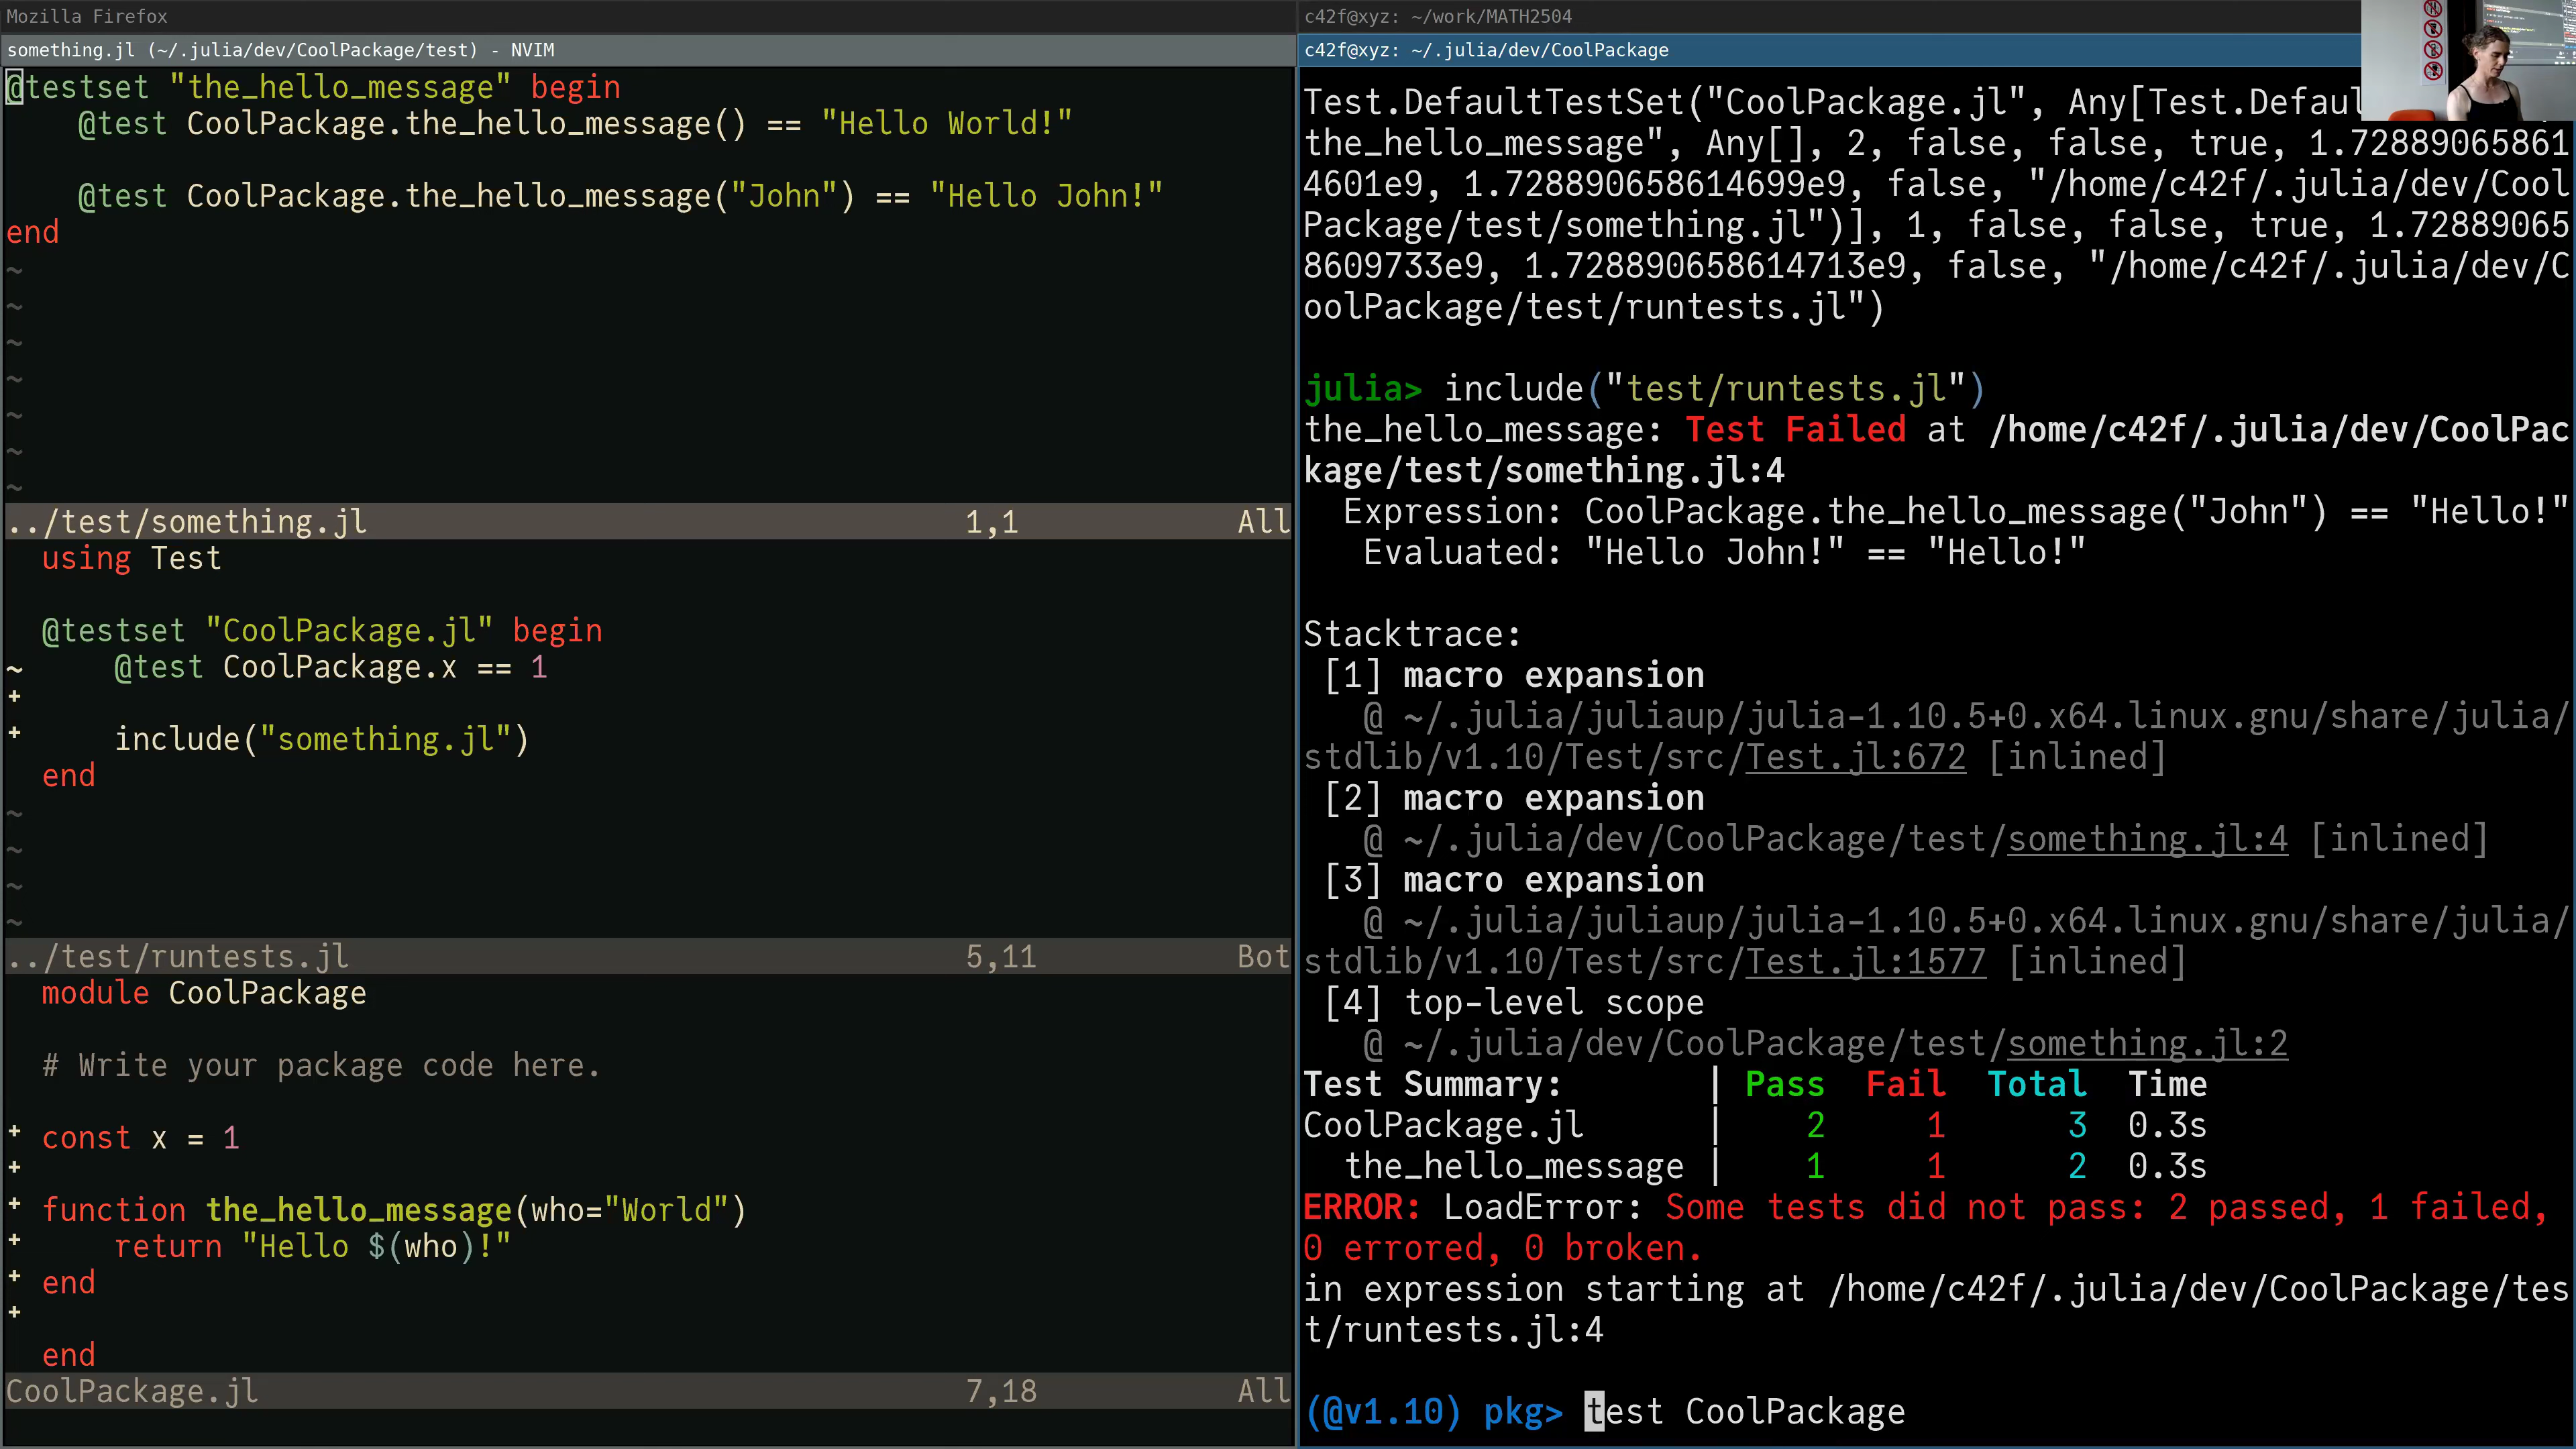 Mozilla Firefox
something.jl (~/.julia/dev/CoolPackage/test) - NVIM
@testset "the_hello_message" begin
    @test CoolPackage.the_hello_message() == "Hello World!"
    @test CoolPackage.the_hello_message("John") == "Hello John!"
end
~
~
~
~
~
~
~
../test/something.jl 1,1 All
  using Test
  @testset "CoolPackage.jl" begin
~     @test CoolPackage.x == 1
+
+     include("something.jl")
  end
~
~
~
~
../test/runtests.jl 5,11 Bot
  module CoolPackage
  # Write your package code here.
+ const x = 1
+
+ function the_hello_message(who="World")
+     return "Hello $(who)!"
+ end
+
  end
CoolPackage.jl 7,18 All
c42f@xyz: ~/work/MATH2504
c42f@xyz: ~/.julia/dev/CoolPackage
Test.DefaultTestSet("CoolPackage.jl", Any[Test.Defaul
the_hello_message", Any[], 2, false, false, true, 1.72889065861
4601e9, 1.728890658614699e9, false, "/home/c42f/.julia/dev/Cool
Package/test/something.jl")], 1, false, false, true, 1.72889065
8609733e9, 1.728890658614713e9, false, "/home/c42f/.julia/dev/C
oolPackage/test/runtests.jl")
julia> include("test/runtests.jl")
the_hello_message: Test Failed at /home/c42f/.julia/dev/CoolPac
kage/test/something.jl:4
  Expression: CoolPackage.the_hello_message("John") == "Hello!"
   Evaluated: "Hello John!" == "Hello!"
Stacktrace:
 [1] macro expansion
   @ ~/.julia/juliaup/julia-1.10.5+0.x64.linux.gnu/share/julia/
stdlib/v1.10/Test/src/Test.jl:672 [inlined]
 [2] macro expansion
   @ ~/.julia/dev/CoolPackage/test/something.jl:4 [inlined]
 [3] macro expansion
   @ ~/.julia/juliaup/julia-1.10.5+0.x64.linux.gnu/share/julia/
stdlib/v1.10/Test/src/Test.jl:1577 [inlined]
 [4] top-level scope
   @ ~/.julia/dev/CoolPackage/test/something.jl:2
Test Summary:       | Pass  Fail  Total  Time
CoolPackage.jl      |    2     1      3  0.3s
  the_hello_message |    1     1      2  0.3s
ERROR: LoadError: Some tests did not pass: 2 passed, 1 failed,
0 errored, 0 broken.
in expression starting at /home/c42f/.julia/dev/CoolPackage/tes
t/runtests.jl:4
(@v1.10) pkg> test CoolPackage